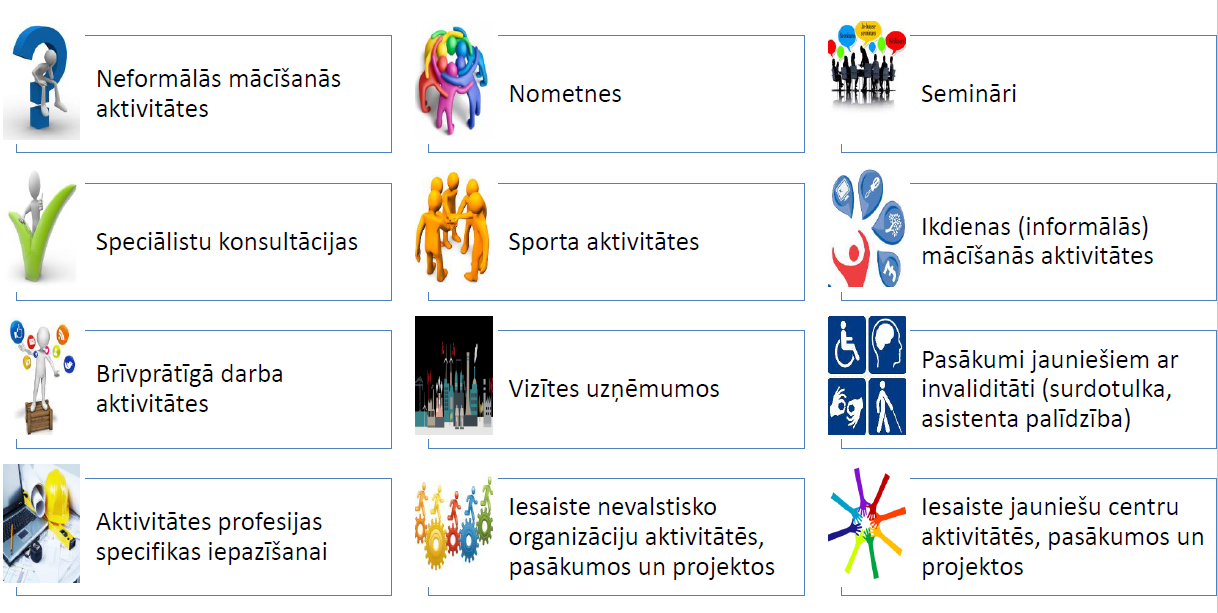 Neformālās mācīšanās
aktivitātes
Nometnes
Semināri
Speciālistu konsultācijas
Sporta aktivitātes
Ikdienas (informālās)
mācīšanās aktivitātes
Brīvprātīgā darba
aktivitātes
Vizītes uzņēmumos
Pasākumi jauniešiem ar
invaliditāti (surdotulka,
asistenta palīdzība)
Aktivitātes profesijas
specifikas iepazīšanai
Iesaiste nevalstisko
organizāciju aktivitātēs,
pasākumos un projektos
Iesaiste jauniešu centru
aktivitātēs, pasākumos un
projektos